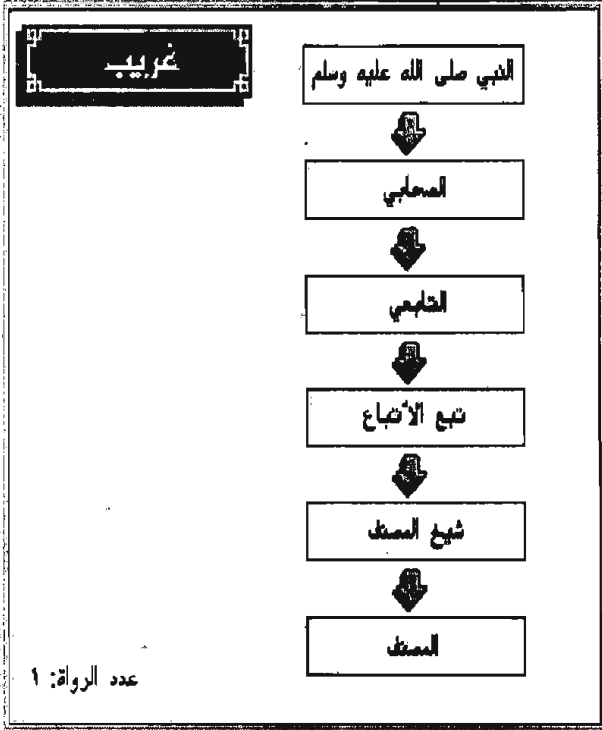 غريب
النبي صلى الله عليه وسلم
الصحابي
التابعي
تبع الأتباع
شيخ المصنف
المصنف
عدد الرواة: ١